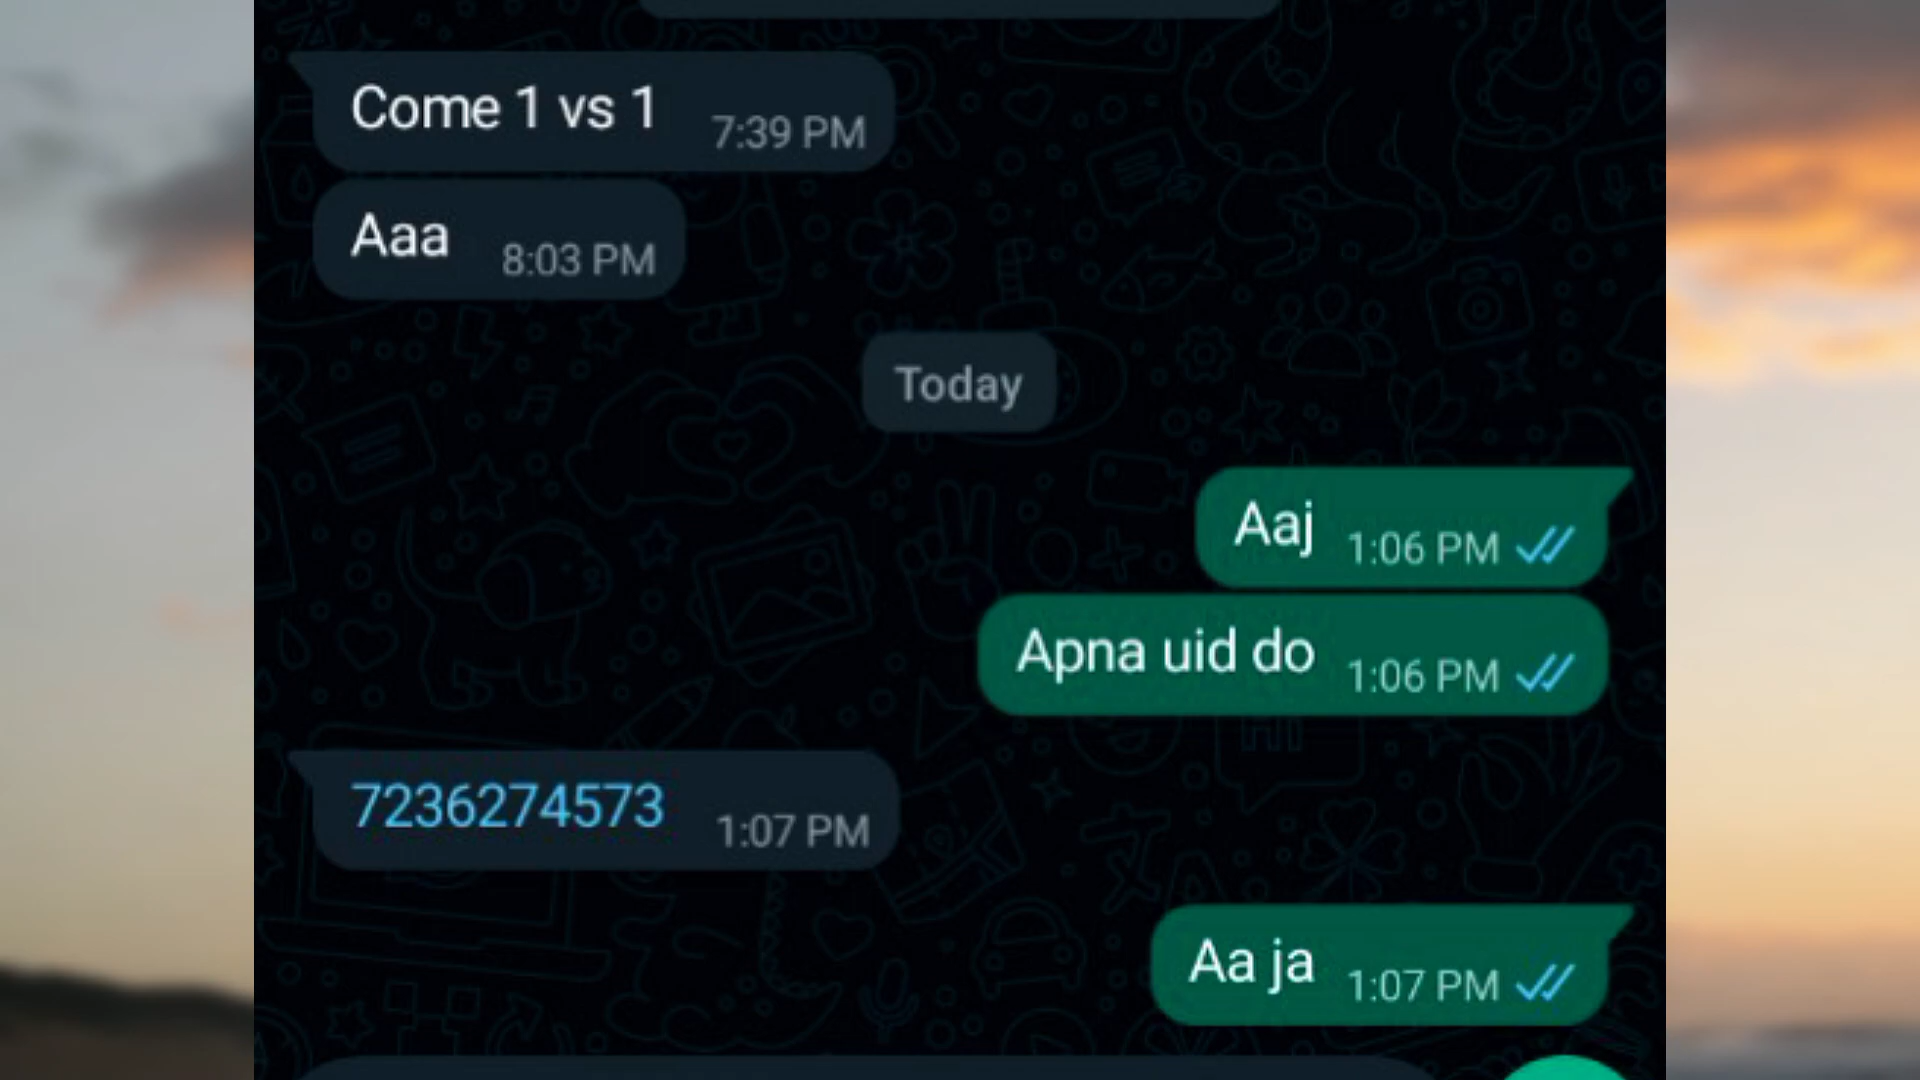 Come 1 vs 1 7:39 PM
Aaa 8:03 PM
Today
Aaj 1:06 PM
Apna uid do 1:06 PM
7236274573 1:07 PM
Aa ja 1:07 PM